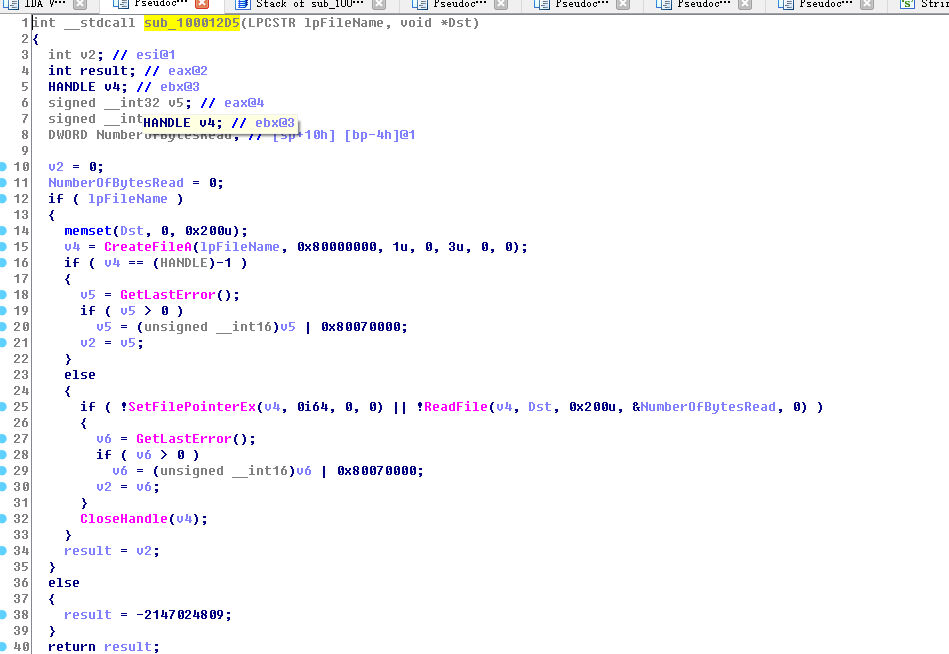 IDA V··· Pseudoc··· Stack of sub_100··· Pseudoc··· Pseudoc··· Pseudoc··· Pseudoc···
1 int __stdcall sub_100012D5(LPCSTR lpFileName, void *Dst)
2 {
3 int v2; // esi@1
4 int result; // eax@2
5 HANDLE v4; // ebx@3
6 signed __int32 v5; // eax@4
7 signed __int
HANDLE v4; // ebx@3
8 DWORD NumberOfBytesRead; // [sp+10h] [bp-4h]@1
9
10 v2 = 0;
11 NumberOfBytesRead = 0;
12 if ( lpFileName )
13 {
14 memset(Dst, 0, 0x200u);
15 v4 = CreateFileA(lpFileName, 0x80000000, 1u, 0, 3u, 0, 0);
16 if ( v4 == (HANDLE)-1 )
17 {
18 v5 = GetLastError();
19 if ( v5 > 0 )
20 v5 = (unsigned __int16)v5 | 0x80070000;
21 v2 = v5;
22 }
23 else
24 {
25 if ( !SetFilePointerEx(v4, 0i64, 0, 0) || !ReadFile(v4, Dst, 0x200u, &NumberOfBytesRead, 0) )
26 {
27 v6 = GetLastError();
28 if ( v6 > 0 )
29 v6 = (unsigned __int16)v6 | 0x80070000;
30 v2 = v6;
31 }
32 CloseHandle(v4);
33 }
34 result = v2;
35 }
36 else
37 {
38 result = -2147024809;
39 }
40 return result;